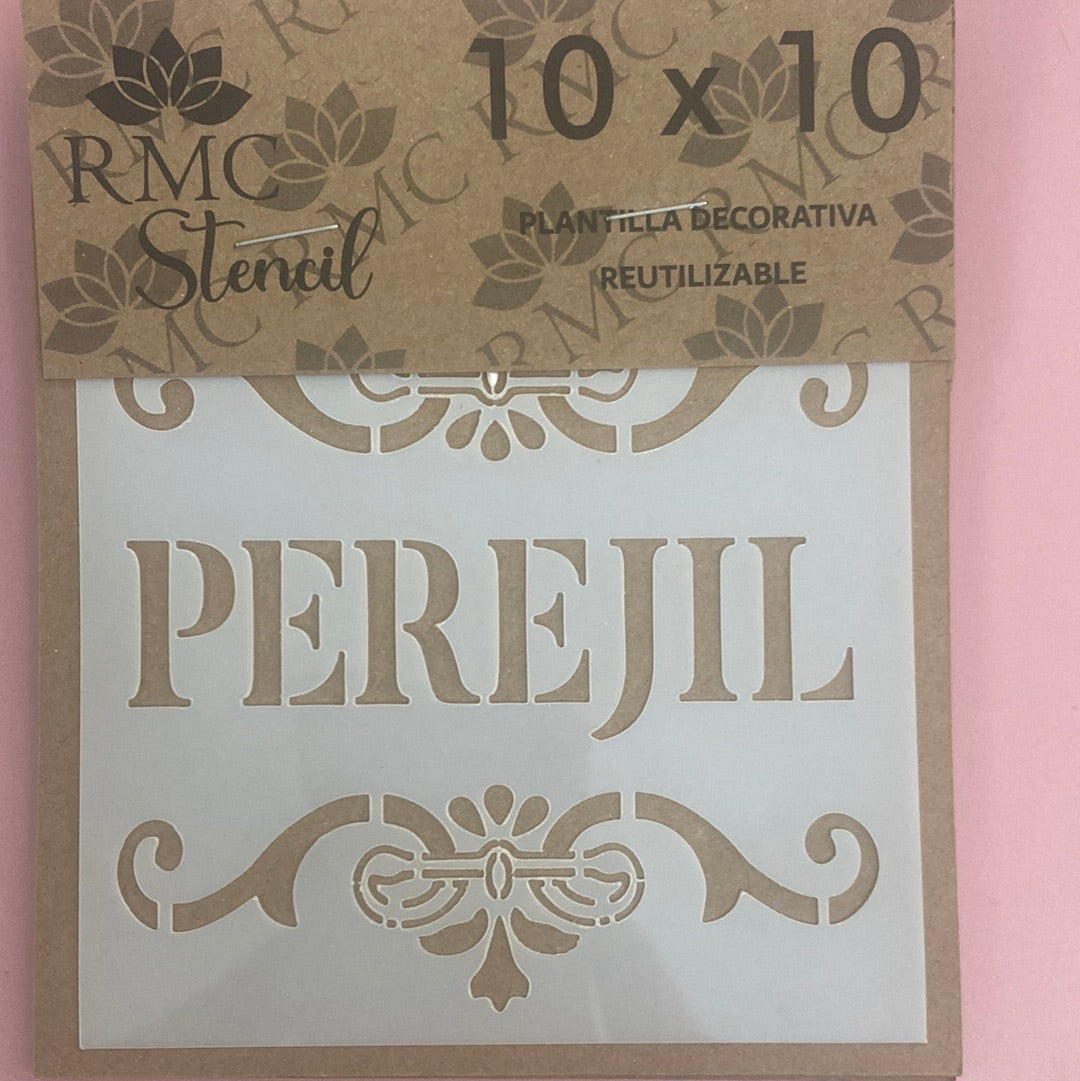 RMC
Stencil
10 x 10
PLANTILLA DECORATIVA
REUTILIZABLE
PEREJIL